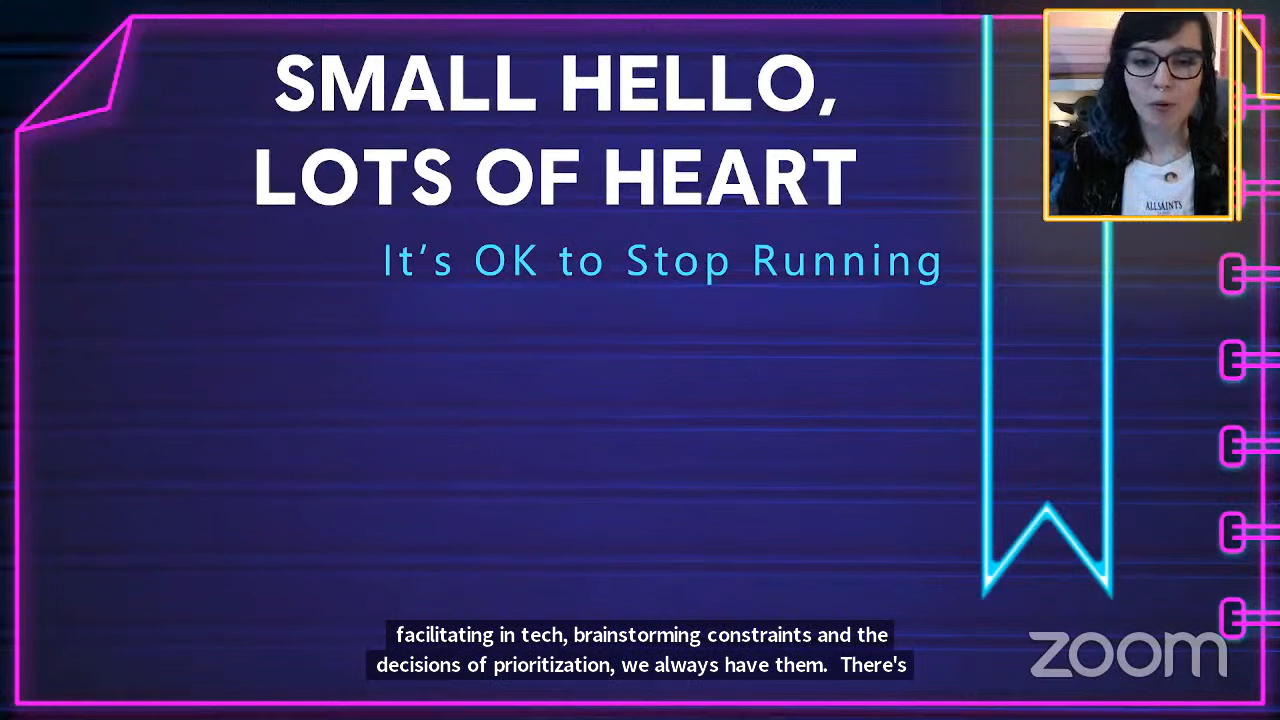 SMALL HELLO,
LOTS OF HEART
It’s OK to Stop Running
ALLSAINTS
facilitating in tech, brainstorming constraints and the
decisions of prioritization, we always have them.  There's
zoom